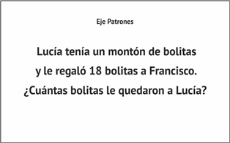 Eje Patrones
Lucía tenía un montón de bolitas
y le regaló 18 bolitas a Francisco.
¿Cuántas bolitas le quedaron a Lucía?